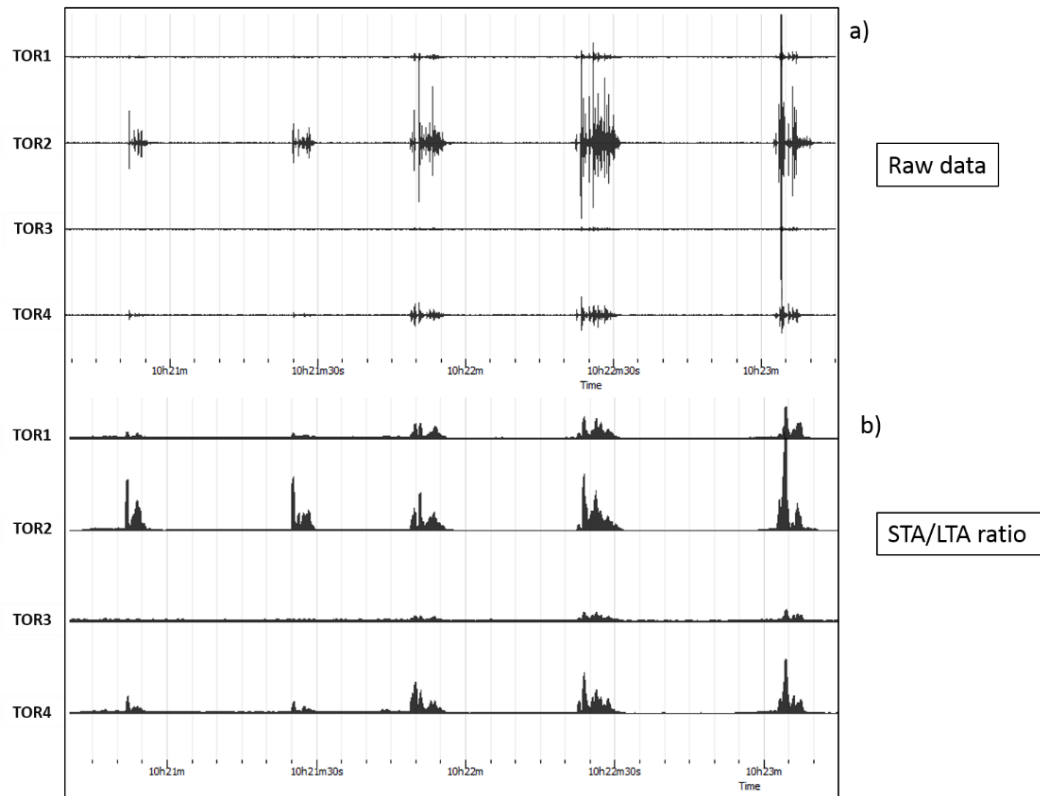 a)
TOR1
TOR2
Raw data
TOR3
TOR4
10h21m 10h21m30s 10h22m 10h22m30s 10h23m
Time
b)
TOR1
TOR2
STA/LTA ratio
TOR3
TOR4
10h21m 10h21m30s 10h22m 10h22m30s 10h23m
Time